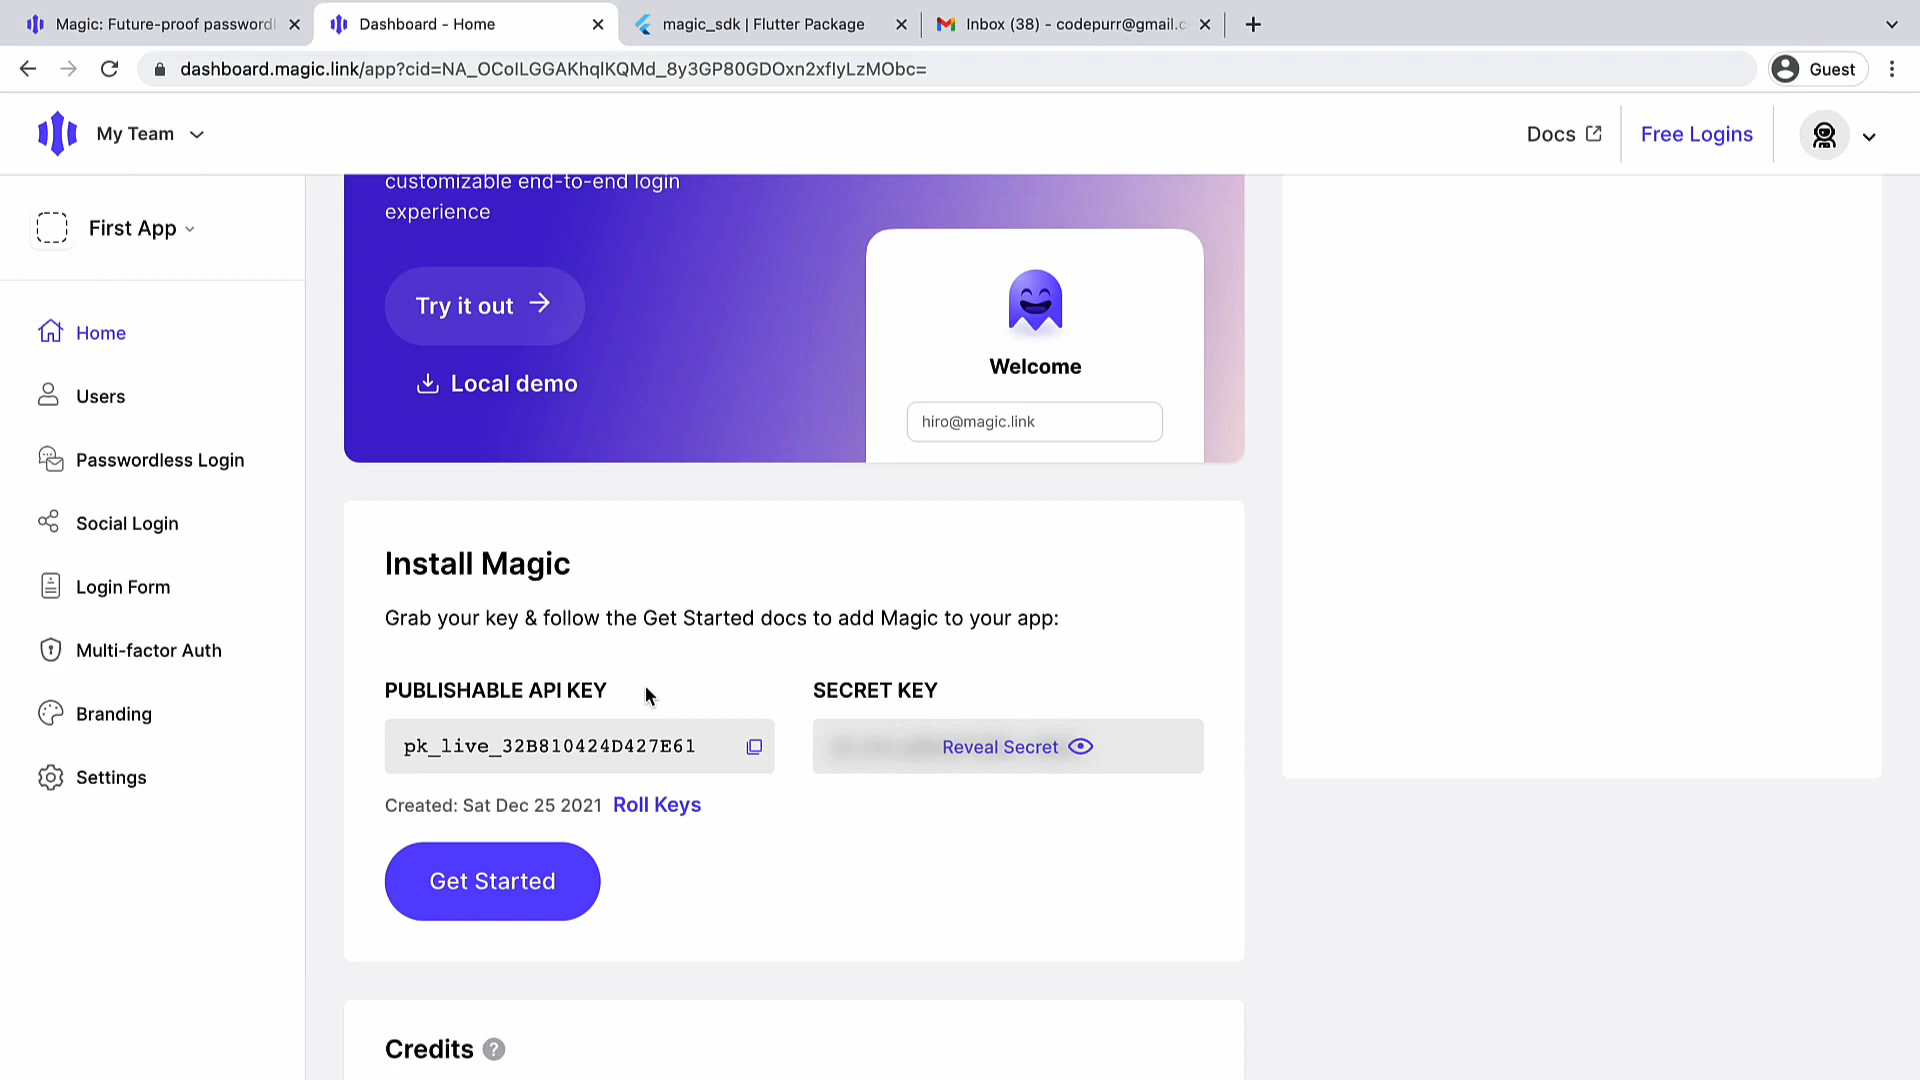 Magic: Future-proof password
Dashboard - Home
magic_sdk | Flutter Package
Inbox (38) - codepurr@gmail.c
dashboard.magic.link/app?cid=NA_OCoILGGAKhqlKQMd_8y3GP80GDOxn2xfIyLzMObc=
Guest
My Team
Docs
Free Logins
First App
Home
Users
Passwordless Login
Social Login
Login Form
Multi-factor Auth
Branding
Settings
customizable end-to-end login
experience
Try it out
Local demo
Welcome
hiro@magic.link
Install Magic
Grab your key & follow the Get Started docs to add Magic to your app:
PUBLISHABLE API KEY
pk_live_32B810424D427E61
SECRET KEY
Reveal Secret
Created: Sat Dec 25 2021 Roll Keys
Get Started
Credits ?